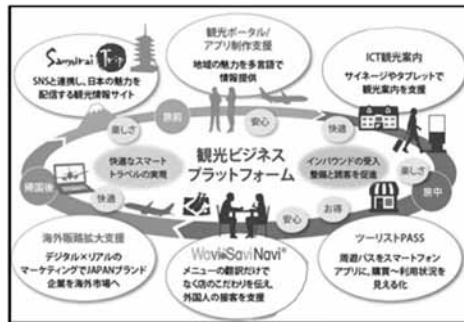 Samurai Trip
SNSと連携し、日本の魅力を
配信する観光情報サイト
観光ポータル/
アプリ制作支援
地域の魅力を多言語で
情報提供
ICT観光案内
サイネージやタブレットで
観光案内を支援
楽しさ
旅前
安心
快適
快適なスマート
トラベルの実現
観光ビジネス
プラットフォーム
インバウンドの受入
整備と誘客を促進
楽しさ
帰国後
快適
安心
お得
旅中
海外販路拡大支援
デジタル×リアルの
マーケティングでJAPANブランド
企業を海外市場へ
WaviSaviNavi®
メニューの翻訳だけで
なく店のこだわりを伝え、
外国人の接客を支援
ツーリストPASS
周遊パスをスマートフォン
アプリに、購買～利用状況を
見える化